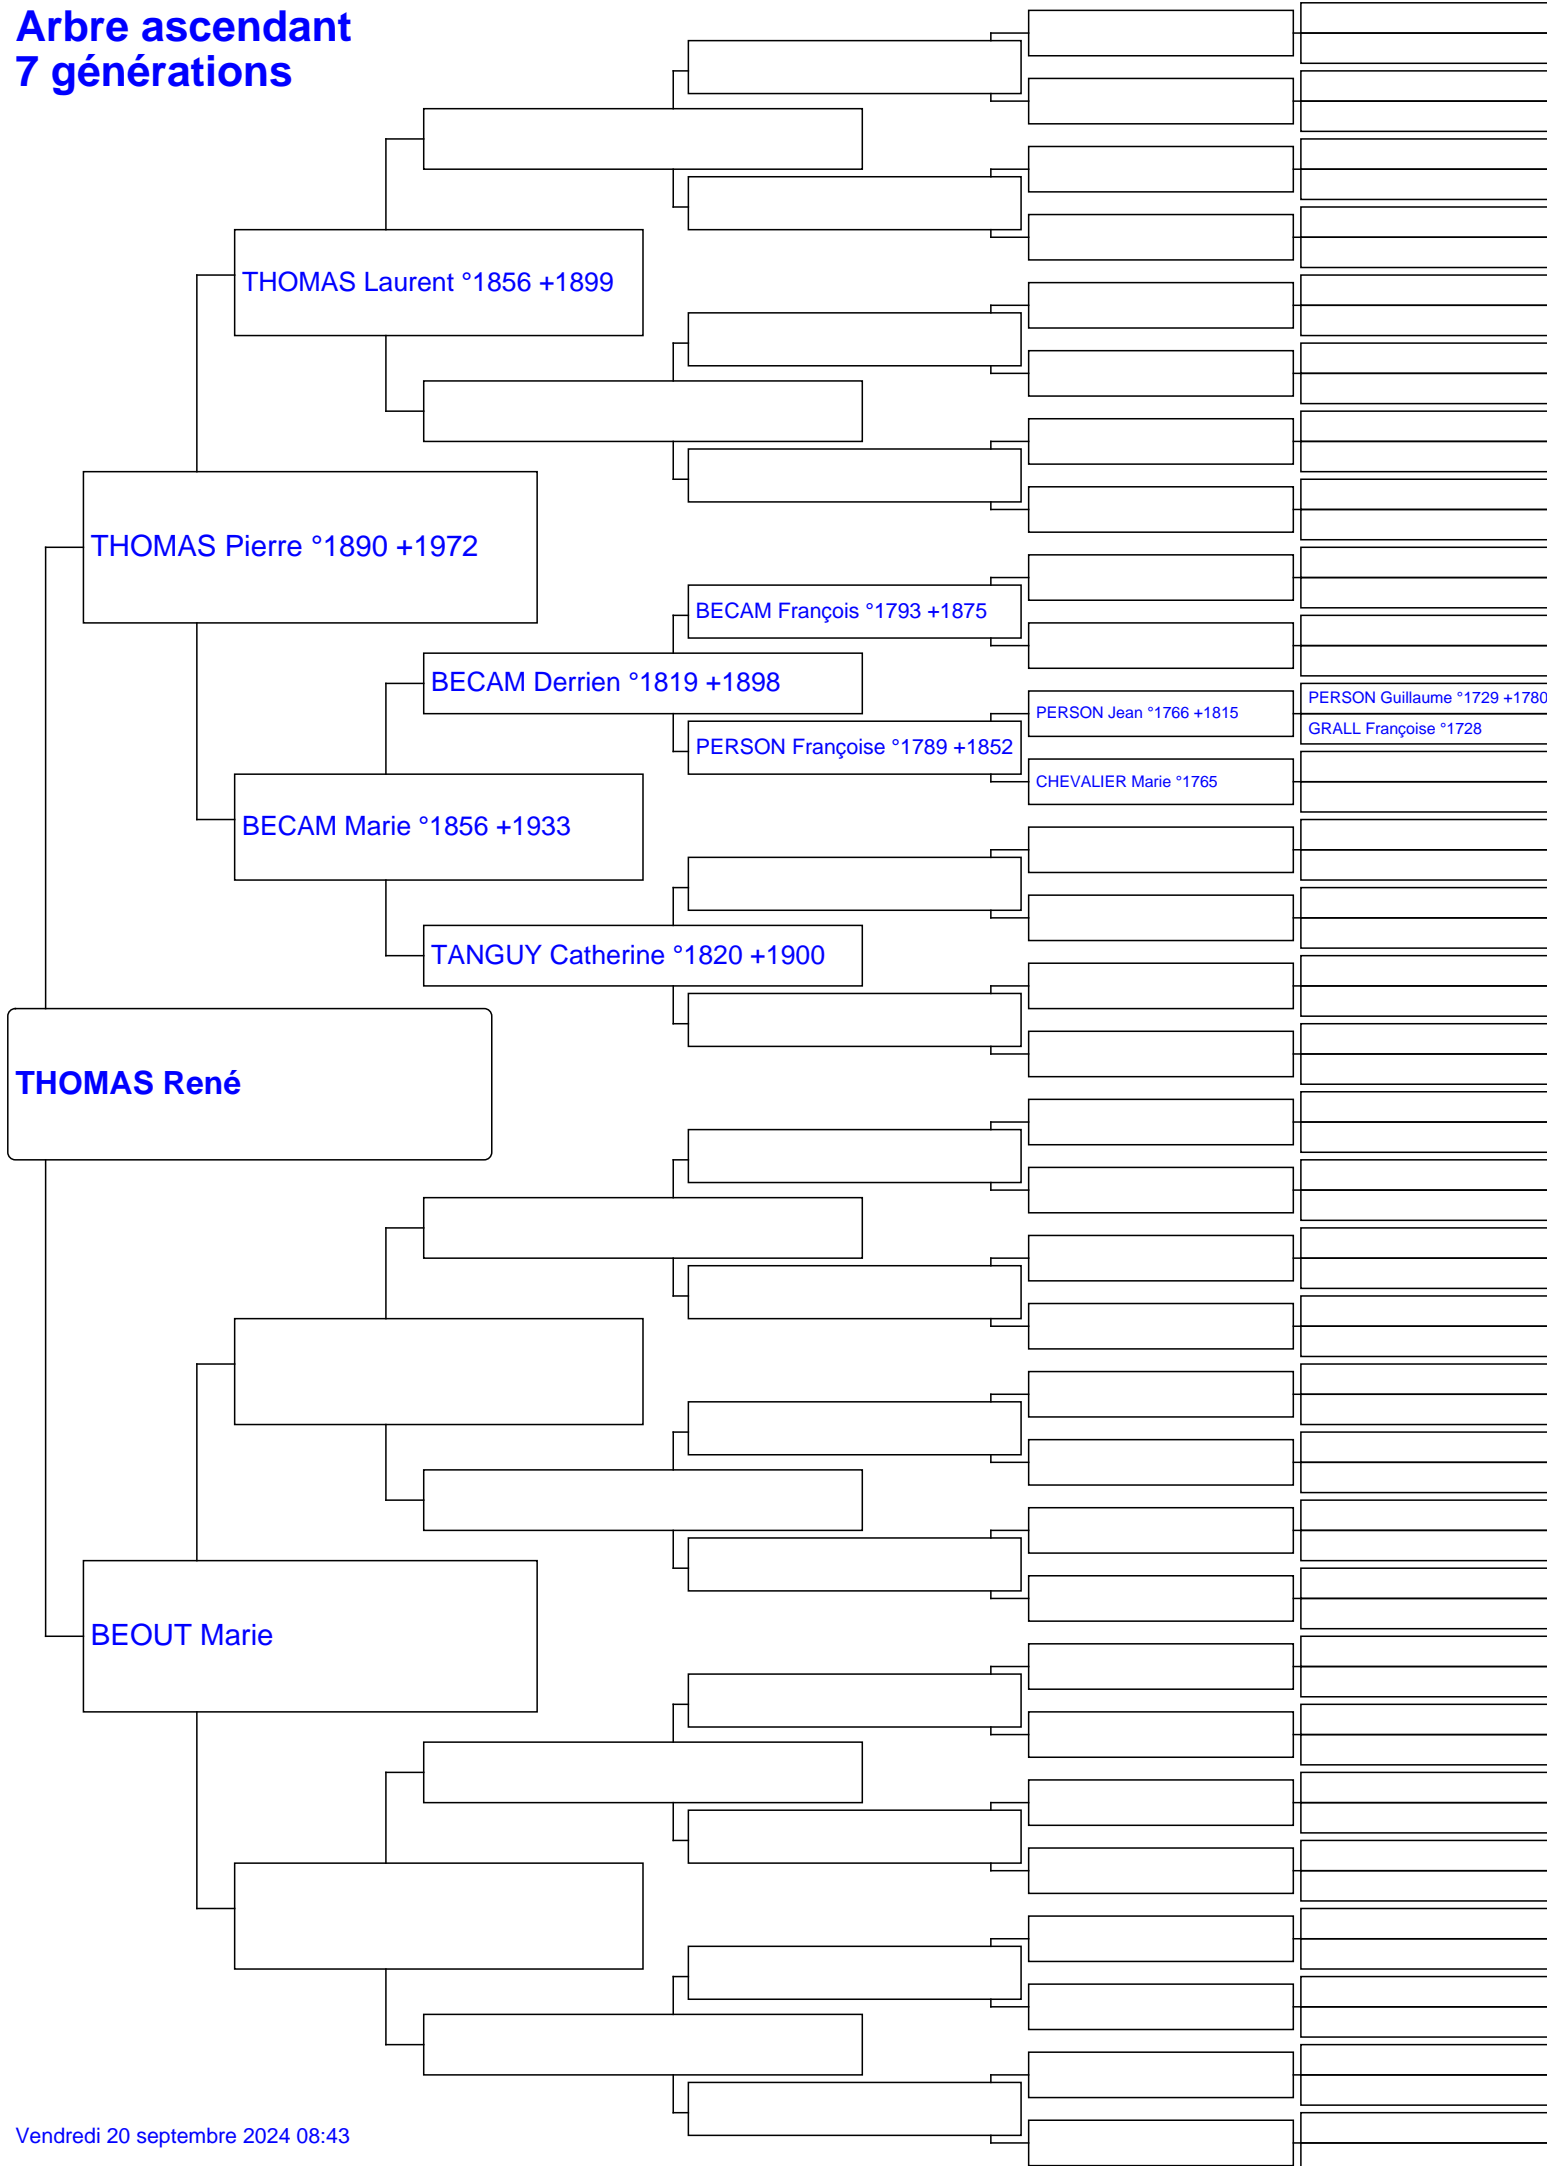 Arbre ascendant
7 générations
THOMAS Laurent °1856 +1899
THOMAS Pierre °1890 +1972
BECAM François °1793 +1875
BECAM Derrien °1819 +1898
PERSON Guillaume °1729 +1780
PERSON Jean °1766 +1815
GRALL Françoise °1728
PERSON Françoise °1789 +1852
CHEVALIER Marie °1765
BECAM Marie °1856 +1933
TANGUY Catherine °1820 +1900
THOMAS René
BEOUT Marie
Vendredi 20 septembre 2024 08:43